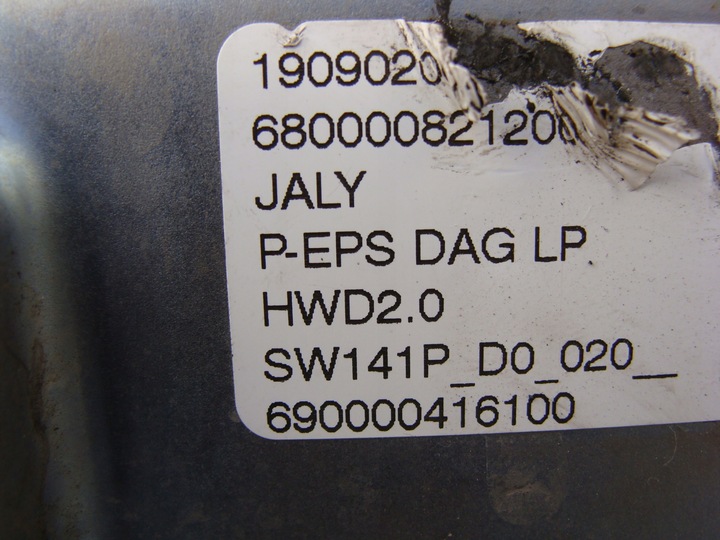 1909020
680000821200
JALY
P-EPS DAG LP
HWD2.0
SW141P_D0_020__
690000416100